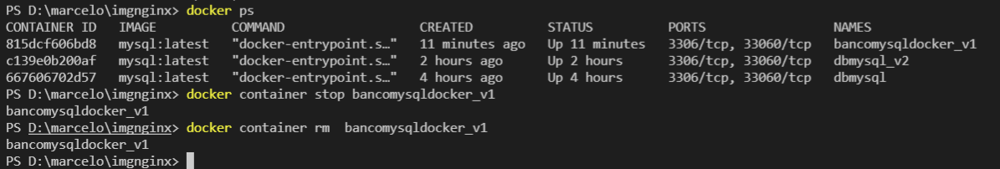 PS D:\marcelo\imgnginx> docker ps
CONTAINER ID   IMAGE          COMMAND                  CREATED          STATUS          PORTS                 NAMES
815dcf606bd8   mysql:latest   "docker-entrypoint.s…"   11 minutes ago   Up 11 minutes   3306/tcp, 33060/tcp   bancomysqldocker_v1
c139e0b200af   mysql:latest   "docker-entrypoint.s…"   2 hours ago      Up 2 hours      3306/tcp, 33060/tcp   dbmysql_v2
667606702d57   mysql:latest   "docker-entrypoint.s…"   4 hours ago      Up 4 hours      3306/tcp, 33060/tcp   dbmysql
PS D:\marcelo\imgnginx> docker container stop bancomysqldocker_v1
bancomysqldocker_v1
PS D:\marcelo\imgnginx> docker container rm  bancomysqldocker_v1
bancomysqldocker_v1
PS D:\marcelo\imgnginx>